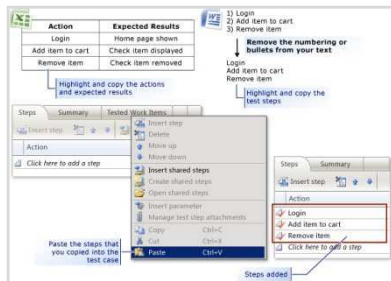 Action Expected Results
Login Home page shown
Add item to cart Check item displayed
Remove item Check item removed
Highlight and copy the actions
and expected results
1) Login
2) Add item to cart
3) Remove item
Remove the numbering or
bullets from your text
Login
Add item to cart
Remove item
Highlight and copy the
test steps
Steps Summary Tested Work Items
Insert step
Action
Click here to add a step
Insert step
Delete
Move up
Move down
Insert shared steps
Create shared steps
Open shared steps
Insert parameter
Manage test step attachments
Copy Ctrl+C
Cut Ctrl+X
Paste Ctrl+V
Paste the steps that
you copied into the
test case
Steps Summary
Insert step
Action
Login
Add item to cart
Remove item
Click here to add a step
Steps added